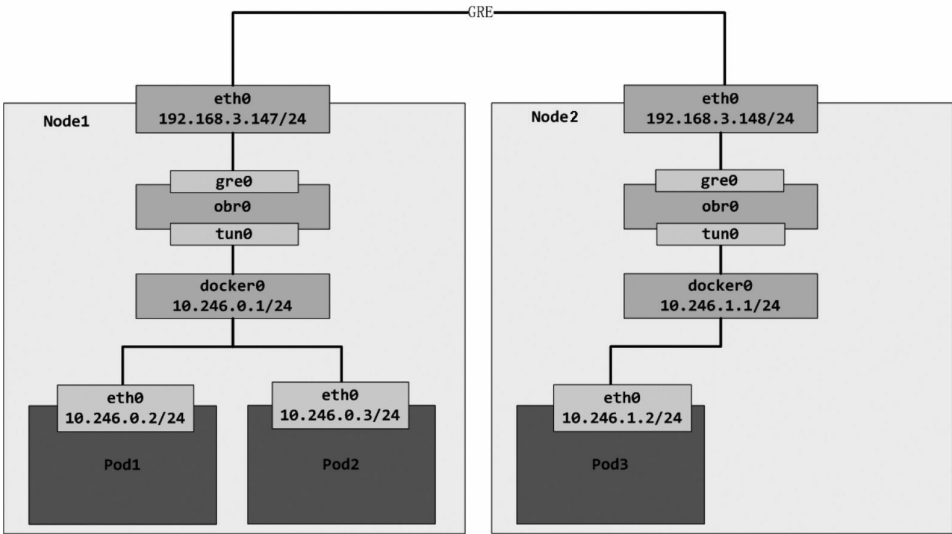 GRE
Node1
eth0
192.168.3.147/24
gre0
obr0
tun0
docker0
10.246.0.1/24
eth0
10.246.0.2/24
Pod1
eth0
10.246.0.3/24
Pod2
Node2
eth0
192.168.3.148/24
gre0
obr0
tun0
docker0
10.246.1.1/24
eth0
10.246.1.2/24
Pod3